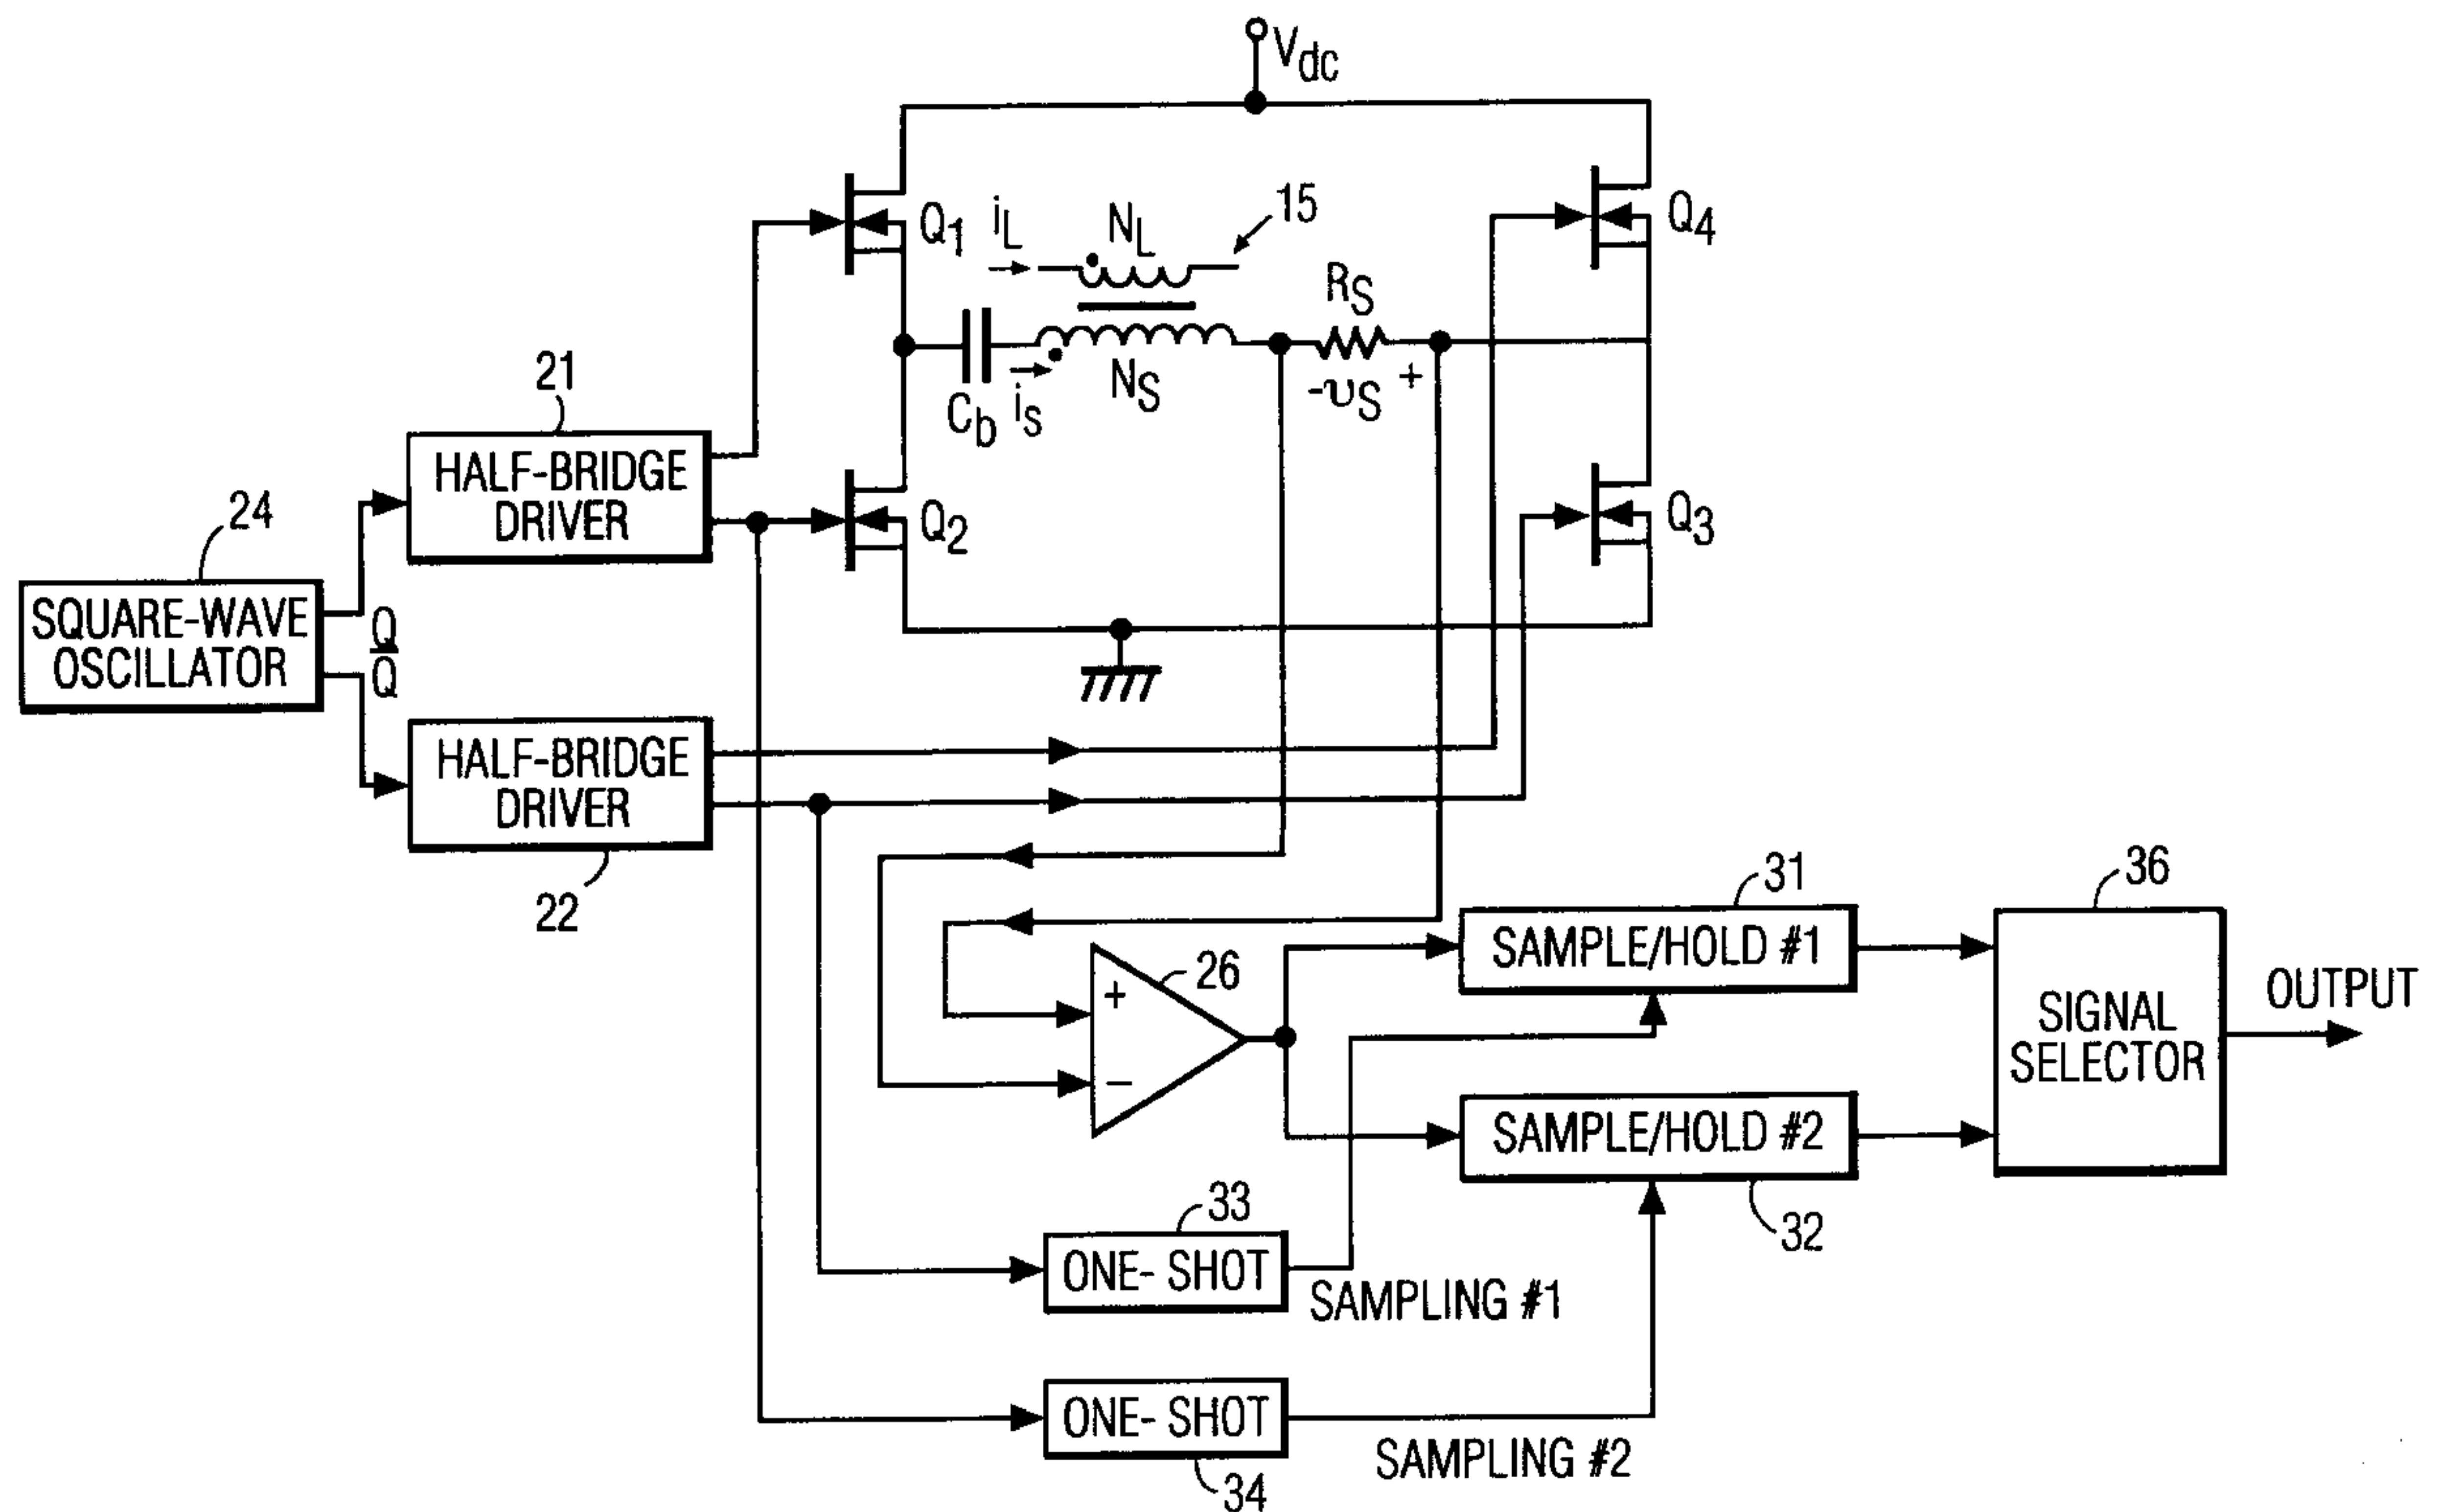 Vdc
Q1
iL
NL
15
Q4
RS
21
Cb
is
NS
-υS +
HALF-BRIDGE
DRIVER
24
Q2
Q3
SQUARE-WAVE
OSCILLATOR
Q
Q̅
HALF-BRIDGE
DRIVER
22
31
36
+
26
SAMPLE/HOLD #1
OUTPUT
SIGNAL
SELECTOR
−
SAMPLE/HOLD #2
33
32
ONE- SHOT
SAMPLING #1
ONE- SHOT
SAMPLING #2
34